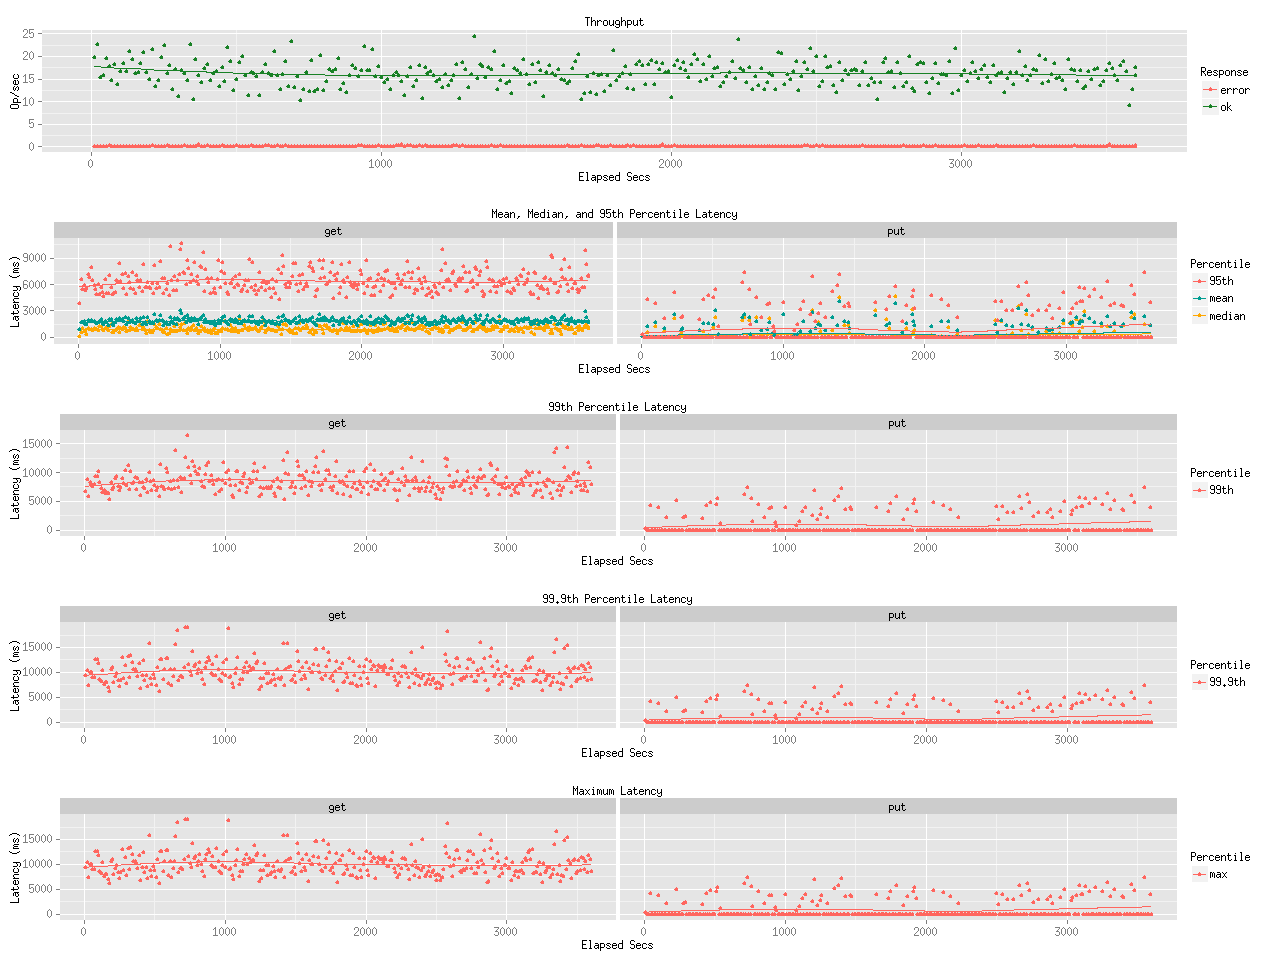 Throughput
25
20
15
10
5
0
Op/sec
0 1000 2000 3000
Elapsed Secs
Response
error
ok
Mean, Median, and 95th Percentile Latency
get put
9000
6000
3000
0
Latency (ms)
0 1000 2000 3000 0 1000 2000 3000
Elapsed Secs
Percentile
95th
mean
median
99th Percentile Latency
get put
15000
10000
5000
0
Latency (ms)
0 1000 2000 3000 0 1000 2000 3000
Elapsed Secs
Percentile
99th
99.9th Percentile Latency
get put
15000
10000
5000
0
Latency (ms)
0 1000 2000 3000 0 1000 2000 3000
Elapsed Secs
Percentile
99.9th
Maximum Latency
get put
15000
10000
5000
0
Latency (ms)
0 1000 2000 3000 0 1000 2000 3000
Elapsed Secs
Percentile
max